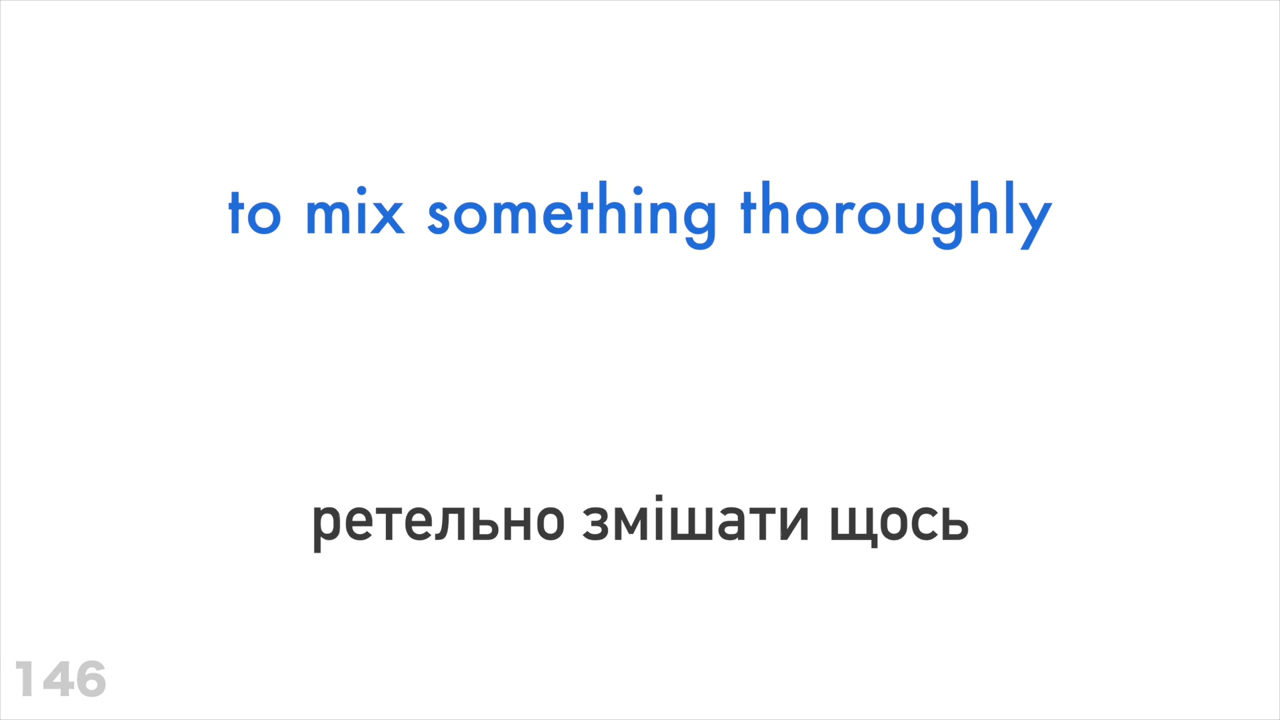 to mix something thoroughly
ретельно змішати щось
146